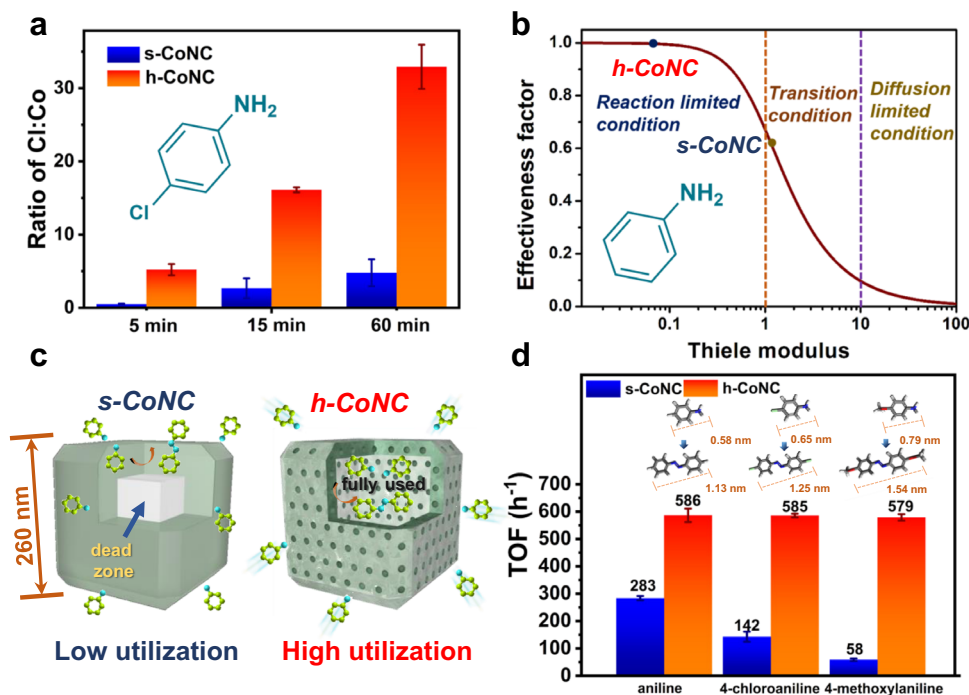 a
Ratio of Cl:Co
30
20
10
0
s-CoNC
h-CoNC
NH2
Cl
5 min
15 min
60 min
b
Effectiveness factor
1.0
0.8
0.6
0.4
0.2
0.0
h-CoNC
Reaction limited
condition
s-CoNC
Transition
condition
Diffusion
limited
condition
NH2
0.1
1
10
100
Thiele modulus
c
s-CoNC
h-CoNC
260 nm
dead
zone
fully used
Low utilization
High utilization
d
s-CoNC
h-CoNC
0.58 nm
0.65 nm
0.79 nm
1.13 nm
1.25 nm
1.54 nm
TOF (h-1)
700
600
500
400
300
200
100
0
283
586
142
585
58
579
aniline
4-chloroaniline
4-methoxylaniline